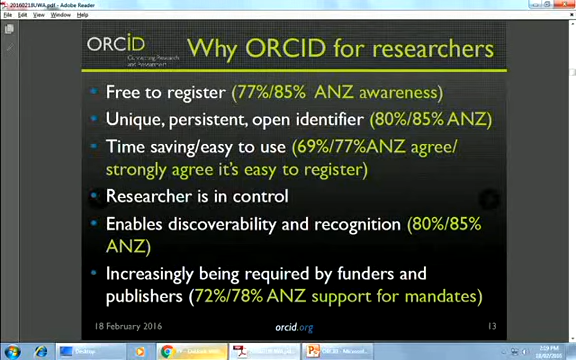 20160218UWA.pdf - Adobe Reader
File Edit View Window Help
ORCID
Connecting Research
and Researchers
Why ORCID for researchers
Free to register (77%/85% ANZ awareness)
Unique, persistent, open identifier (80%/85% ANZ)
Time saving/easy to use (69%/77%ANZ agree/
strongly agree it's easy to register)
Researcher is in control
Enables discoverability and recognition (80%/85%
ANZ)
Increasingly being required by funders and
publishers (72%/78% ANZ support for mandates)
18 February 2016
orcid.org
13
Desktop